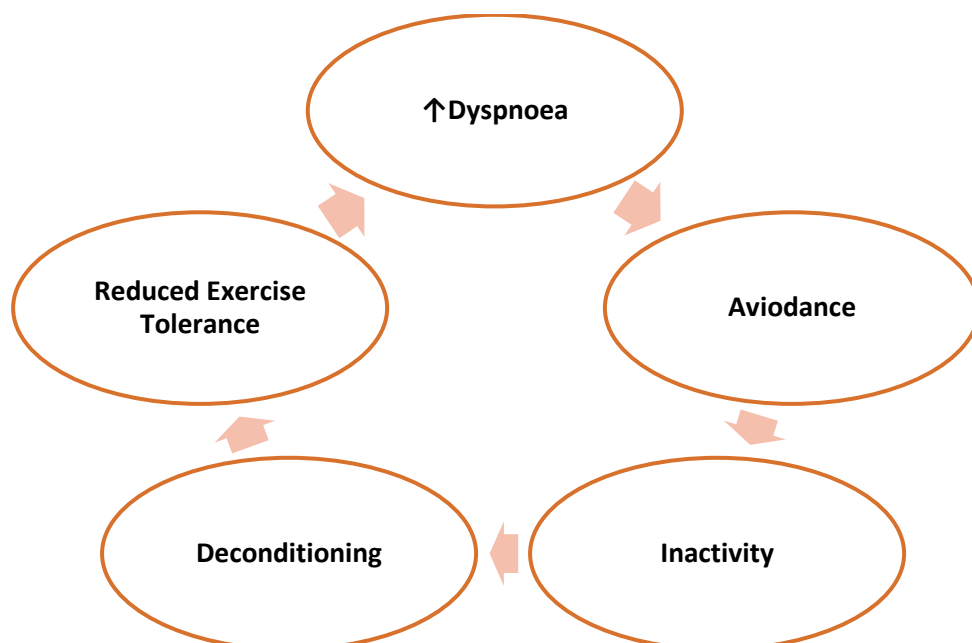 ↑Dyspnoea
Aviodance
Inactivity
Deconditioning
Reduced Exercise
Tolerance